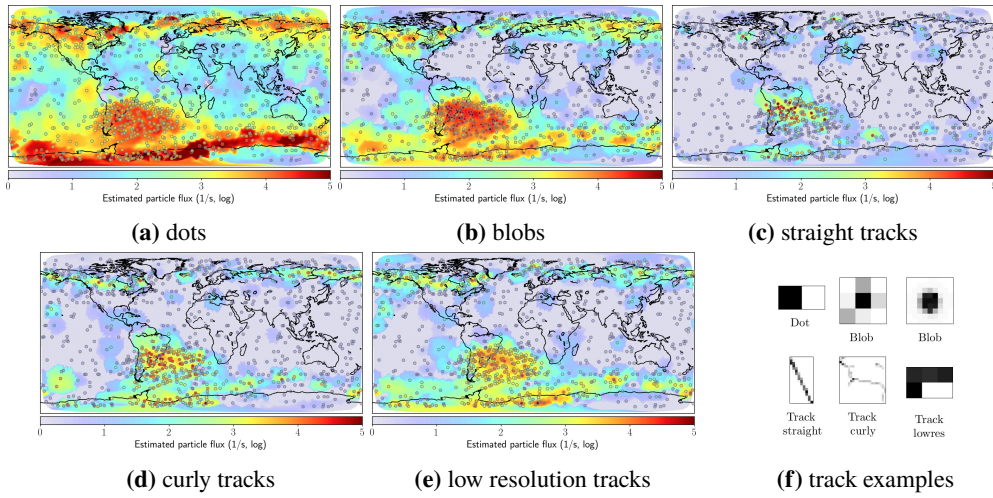 0 1 2 3 4 5
Estimated particle flux (1/s, log)
(a) dots
0 1 2 3 4 5
Estimated particle flux (1/s, log)
(b) blobs
0 1 2 3 4 5
Estimated particle flux (1/s, log)
(c) straight tracks
0 1 2 3 4 5
Estimated particle flux (1/s, log)
(d) curly tracks
0 1 2 3 4 5
Estimated particle flux (1/s, log)
(e) low resolution tracks
Dot
Blob
Blob
Track
straight
Track
curly
Track
lowres
(f) track examples